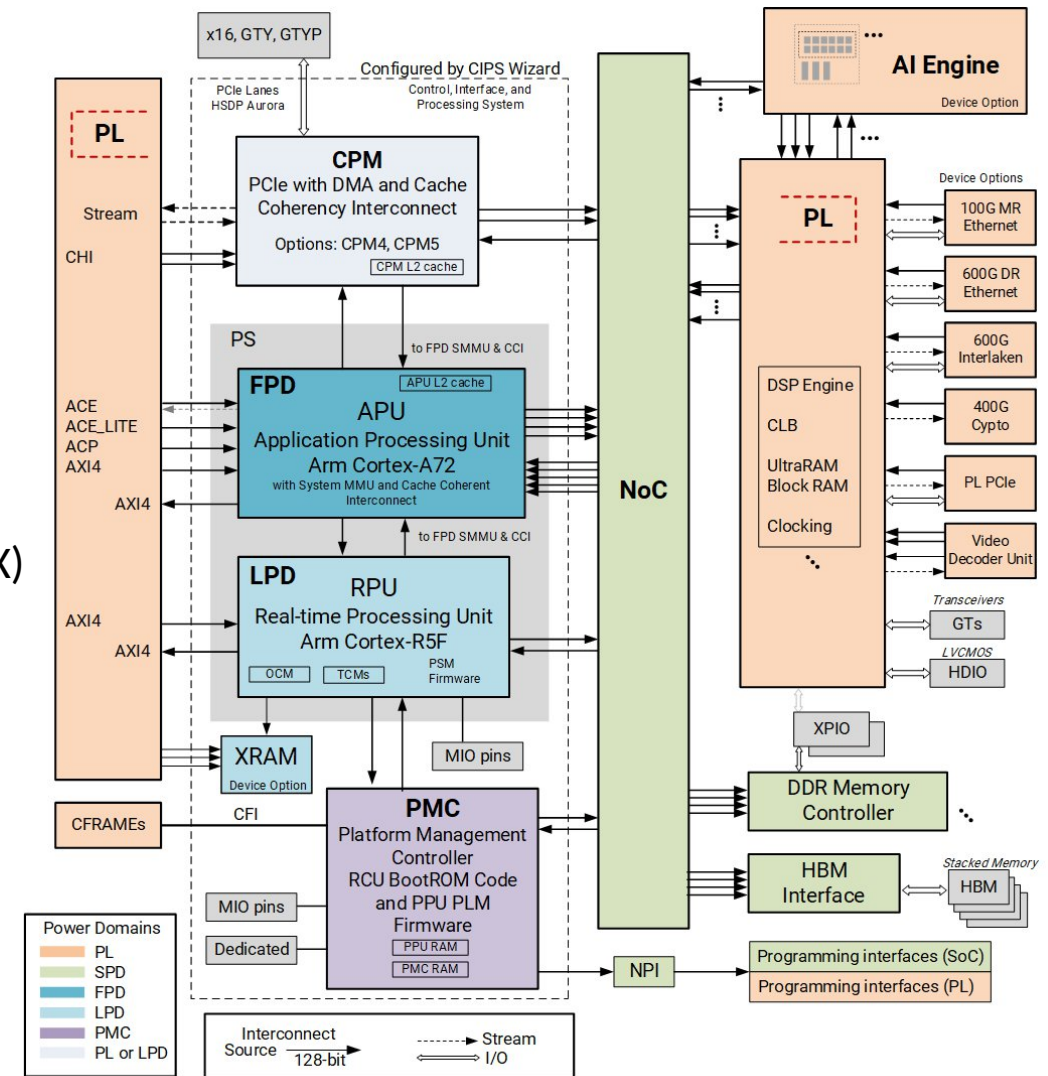 x16, GTY, GTYP
Configured by CIPS Wizard
PCIe Lanes
HSDP Aurora
Control, Interface, and
Processing System
PL
Stream
CHI
ACE
ACE_LITE
ACP
AXI4
AXI4
AXI4
AXI4
X)
CPM
PCIe with DMA and Cache
Coherency Interconnect
Options: CPM4, CPM5
CPM L2 cache
PS
to FPD SMMU & CCI
FPD
APU L2 cache
APU
Application Processing Unit
Arm Cortex-A72
with System MMU and Cache Coherent
Interconnect
to FPD SMMU & CCI
LPD
RPU
Real-time Processing Unit
Arm Cortex-R5F
OCM
TCMs
PSM
Firmware
XRAM
Device Option
MIO pins
CFRAMEs
CFI
PMC
Platform Management
Controller
RCU BootROM Code
and PPU PLM
Firmware
PPU RAM
PMC RAM
MIO pins
Dedicated
NoC
AI Engine
Device Option
PL
DSP Engine
CLB
UltraRAM
Block RAM
Clocking
Device Options
100G MR
Ethernet
600G DR
Ethernet
600G
Interlaken
400G
Cypto
PL PCIe
Video
Decoder Unit
Transceivers
GTs
LVCMOS
HDIO
XPIO
DDR Memory
Controller
HBM
Interface
Stacked Memory
HBM
NPI
Programming interfaces (SoC)
Programming interfaces (PL)
Power Domains
PL
SPD
FPD
LPD
PMC
PL or LPD
Interconnect
Source
128-bit
Stream
I/O